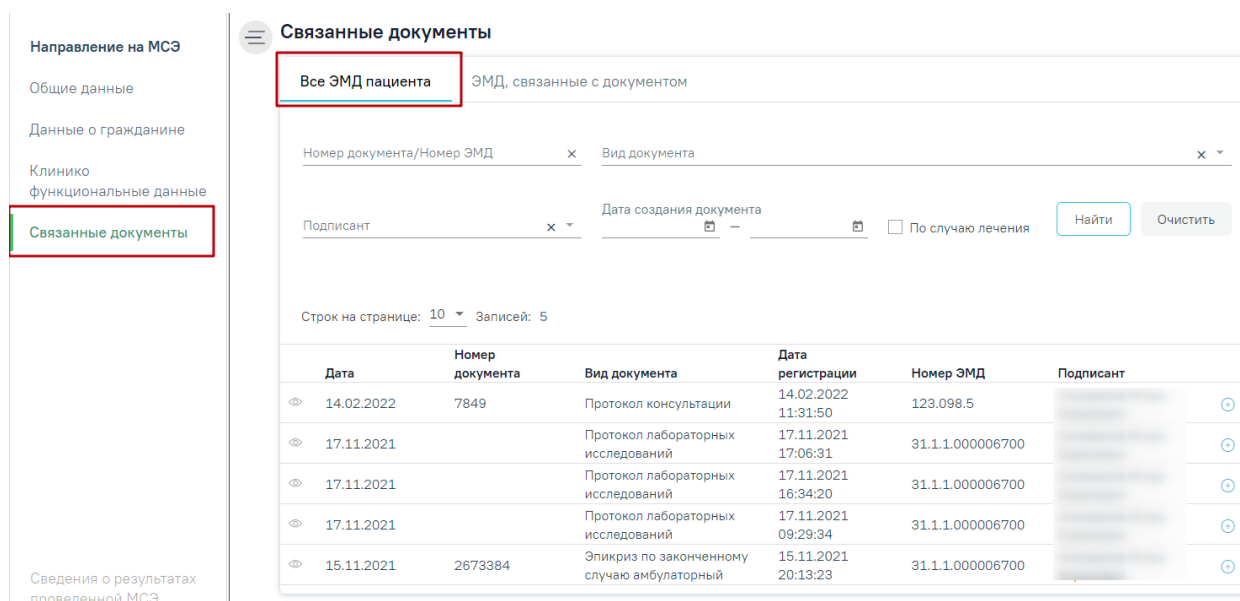 Направление на МСЭ
Общие данные
Данные о гражданине
Клинико
функциональные данные
Связанные документы
Сведения о результатах
проведенной МСЭ
Связанные документы
Все ЭМД пациента ЭМД, связанные с документом
Номер документа/Номер ЭМД Вид документа
Дата создания документа
Подписант – По случаю лечения Найти Очистить
Строк на странице: 10 Записей: 5
Номер Дата
Дата документа Вид документа регистрации Номер ЭМД Подписант
14.02.2022 7849 Протокол консультации 14.02.2022 123.098.5
11:31:50
17.11.2021 Протокол лабораторных 17.11.2021 31.1.1.000006700
исследований 17:06:31
17.11.2021 Протокол лабораторных 17.11.2021 31.1.1.000006700
исследований 16:34:20
17.11.2021 Протокол лабораторных 17.11.2021 31.1.1.000006700
исследований 09:29:34
15.11.2021 2673384 Эпикриз по законченному 15.11.2021 31.1.1.000006700
случаю амбулаторный 20:13:23